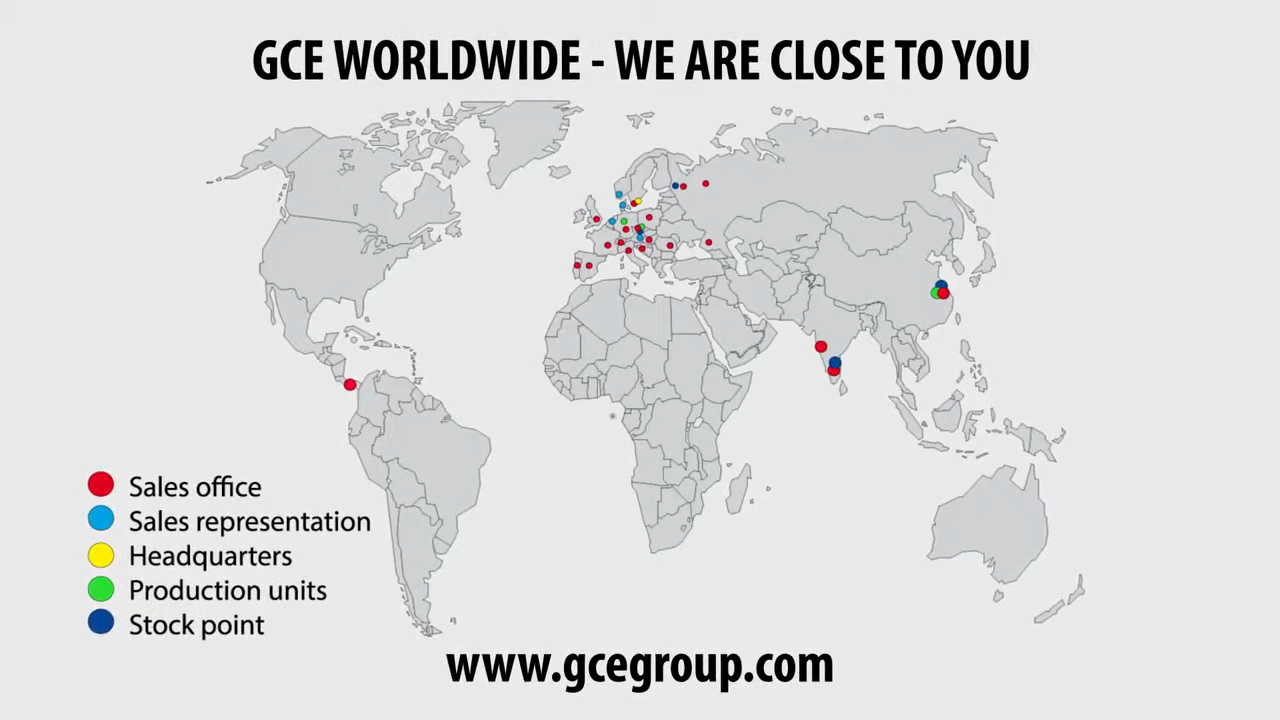 GCE WORLDWIDE - WE ARE CLOSE TO YOU
Sales office
Sales representation
Headquarters
Production units
Stock point
www.gcegroup.com